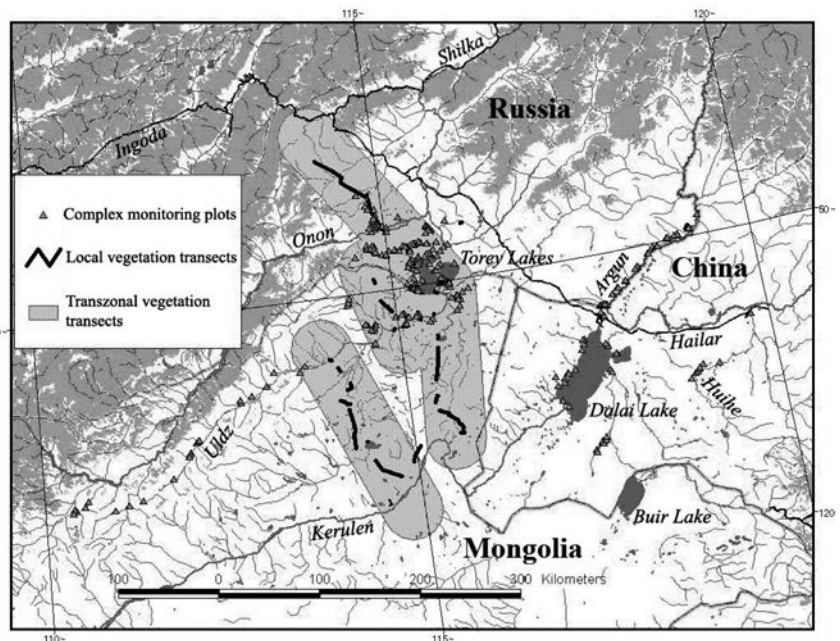 115~
120~
Shilka
Russia
Ingoda
Complex monitoring plots
Onon
50~
Local vegetation transects
Torey Lakes
Argun
China
Transzonal vegetation
transects
Hailar
Huihe
Dalai Lake
Uldz
Buir Lake
120
Kerulen
Mongolia
100 0 100 200 300 Kilometers
110~
115~